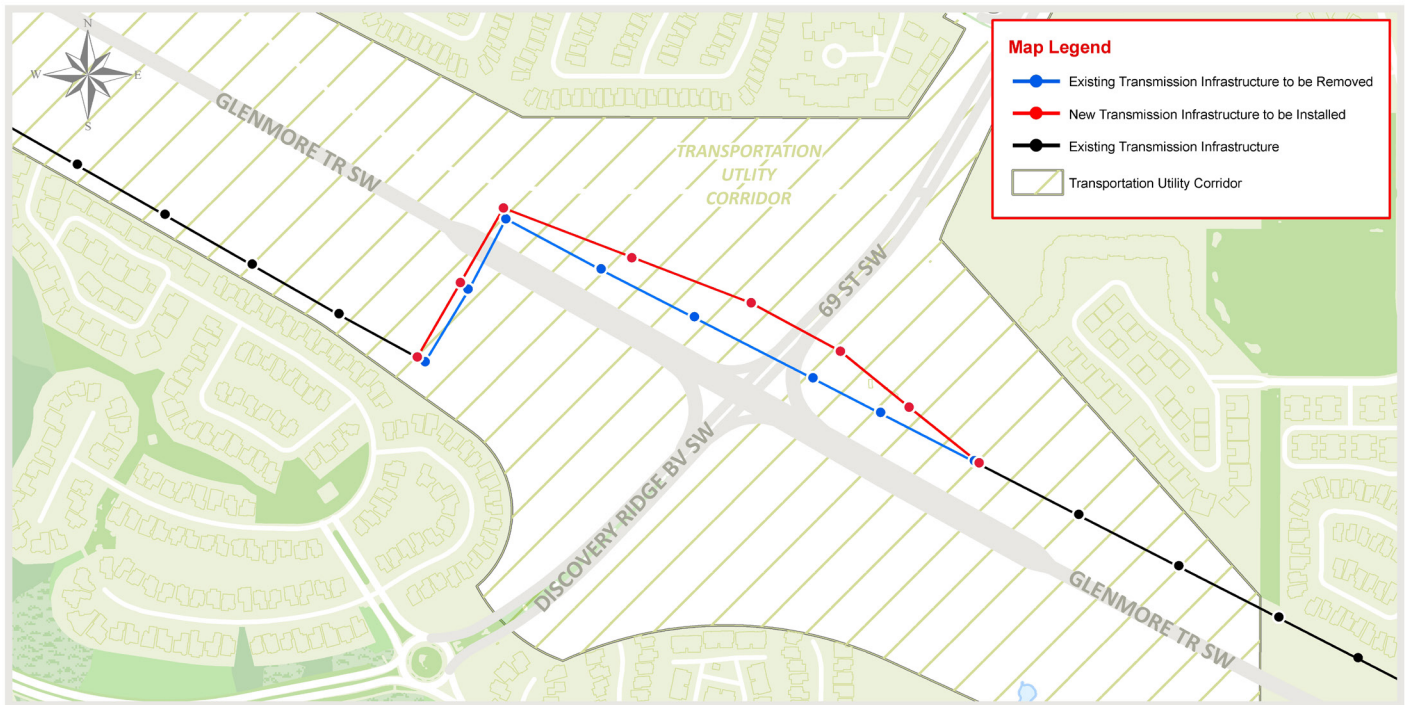 N
W E
S
GLENMORE TR SW
TRANSPORTATION
UTLITY
CORRIDOR
69 ST SW
DISCOVERY RIDGE BV SW
GLENMORE TR SW
Map Legend
Existing Transmission Infrastructure to be Removed
New Transmission Infrastructure to be Installed
Existing Transmission Infrastructure
Transportation Utility Corridor